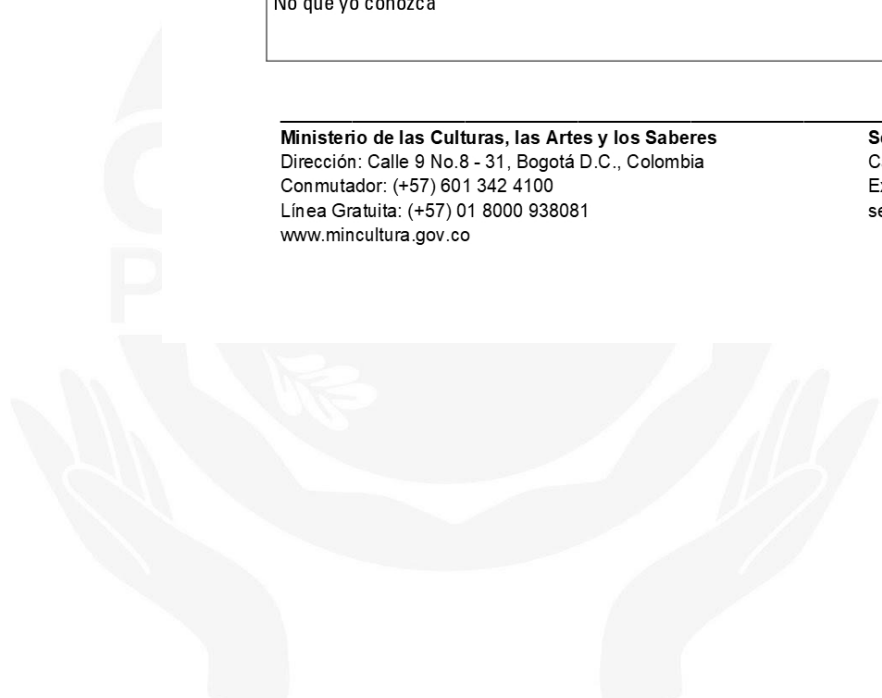 No que yo conozca
Ministerio de las Culturas, las Artes y los Saberes
Dirección: Calle 9 No.8 - 31, Bogotá D.C., Colombia
Conmutador: (+57) 601 342 4100
Línea Gratuita: (+57) 01 8000 938081
www.mincultura.gov.co